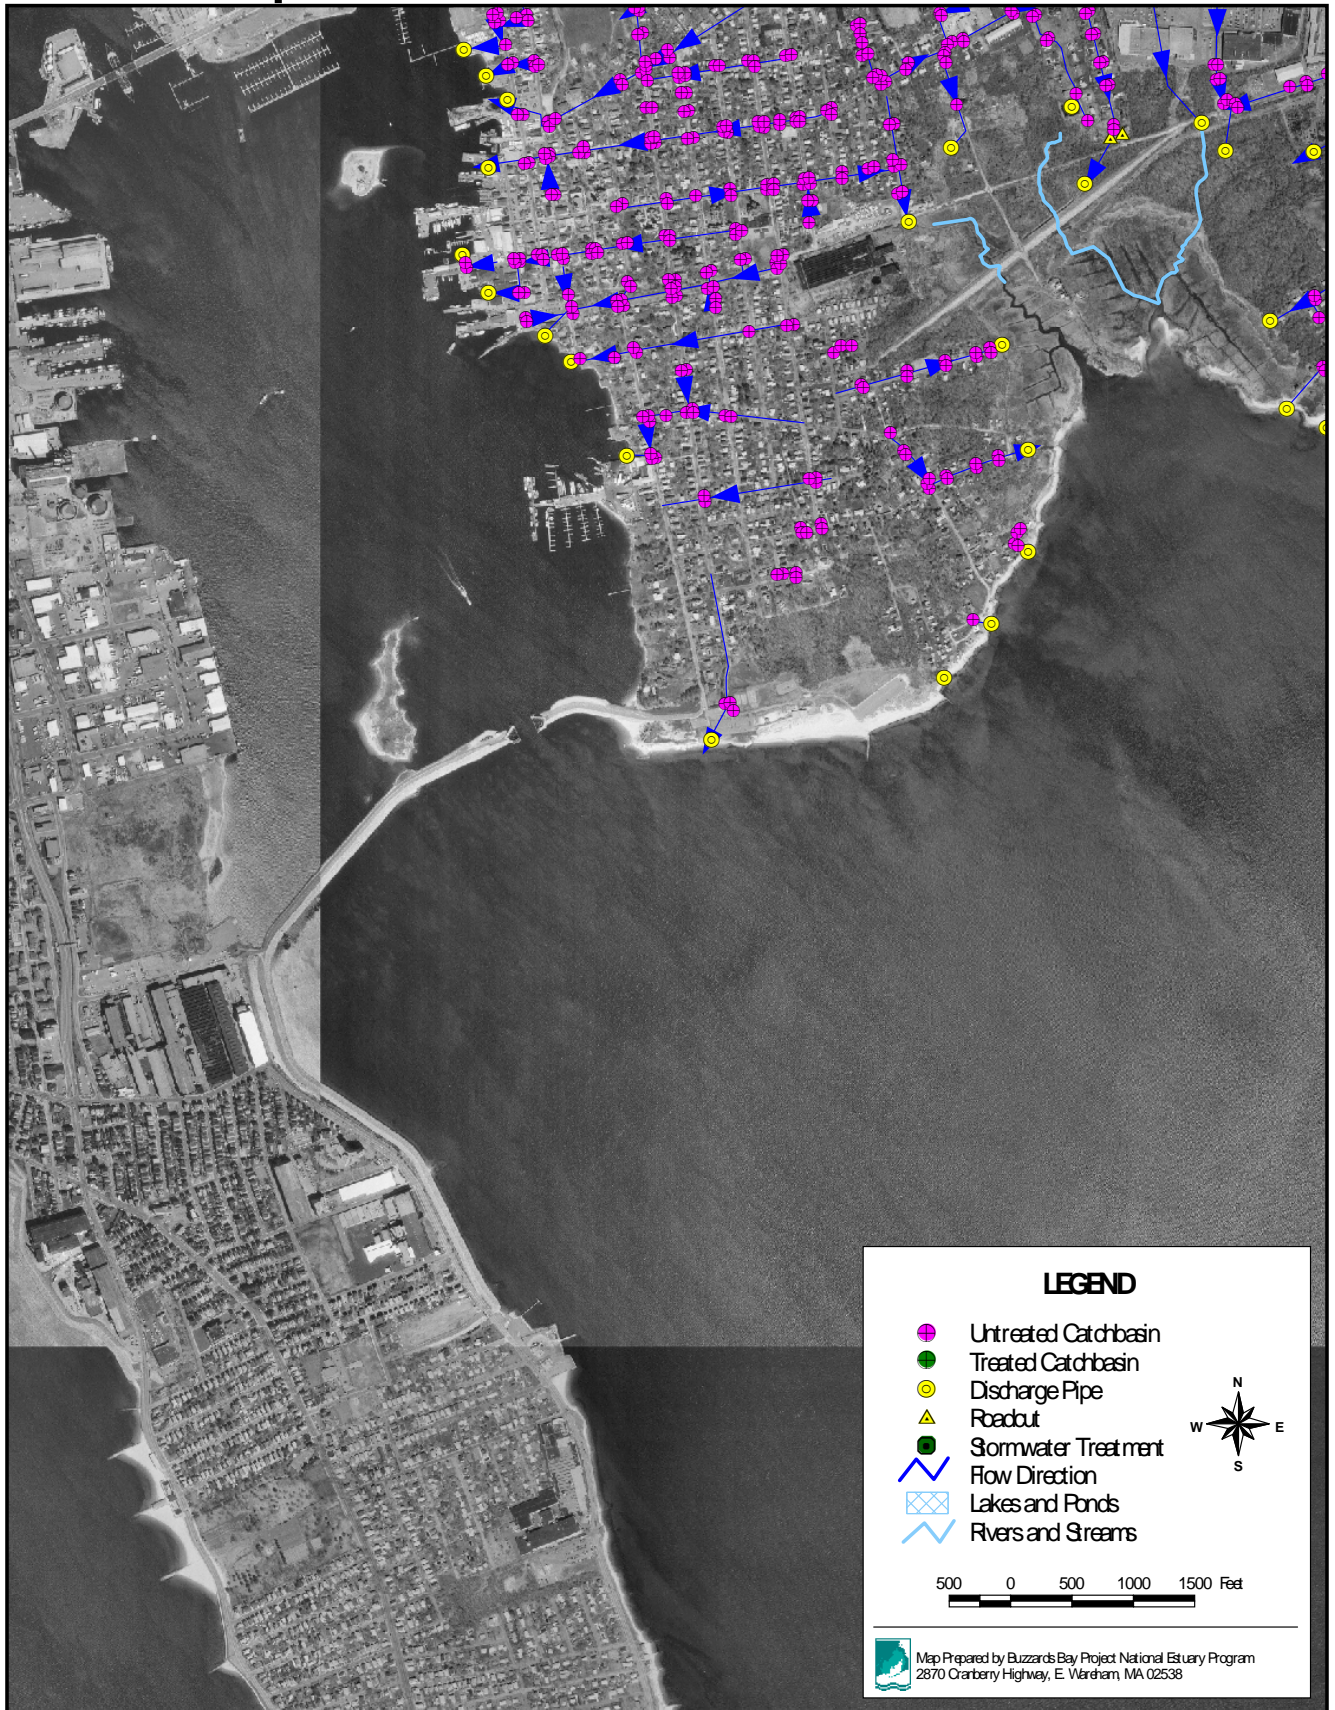 LEGEND
Untreated Catchbasin
Treated Catchbasin
Discharge Pipe
Roadcut
Stormwater Treatment
Flow Direction
Lakes and Ponds
Rivers and Streams
N
W E
S
500 0 500 1000 1500 Feet
Map Prepared by Buzzards Bay Project National Estuary Program
2870 Cranberry Highway, E. Wareham, MA 02538